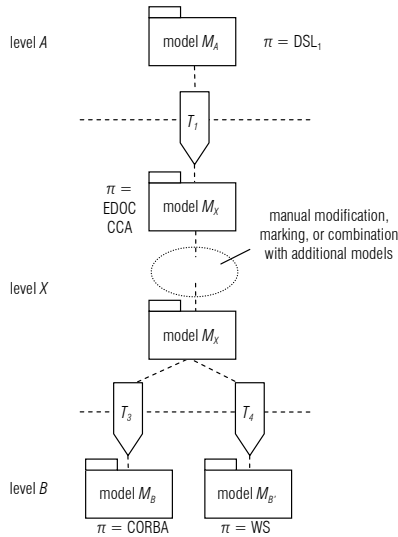 level A
model M_A
π = DSL₁
T₁
π =
EDOC
CCA
model M_X
manual modification,
marking, or combination
with additional models
level X
model M_X
T₃
T₄
level B
model M_B
model M_B'
π = CORBA
π = WS